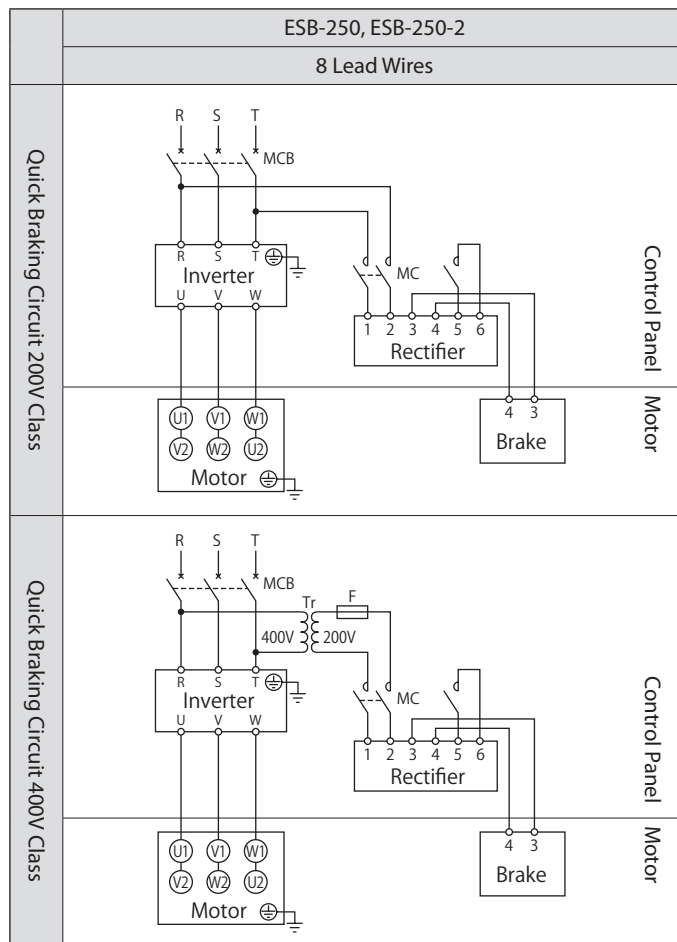 ESB-250, ESB-250-2
8 Lead Wires
Quick Braking Circuit 200V Class
R S T
MCB
R S T
Inverter
U V W
MC
1 2 3 4 5 6
Rectifier
Control Panel
Motor
U1 V1 W1
V2 W2 U2
Motor
4 3
Brake
Quick Braking Circuit 400V Class
R S T
MCB
Tr F
400V 200V
R S T
Inverter
U V W
MC
1 2 3 4 5 6
Rectifier
Control Panel
Motor
U1 V1 W1
V2 W2 U2
Motor
4 3
Brake